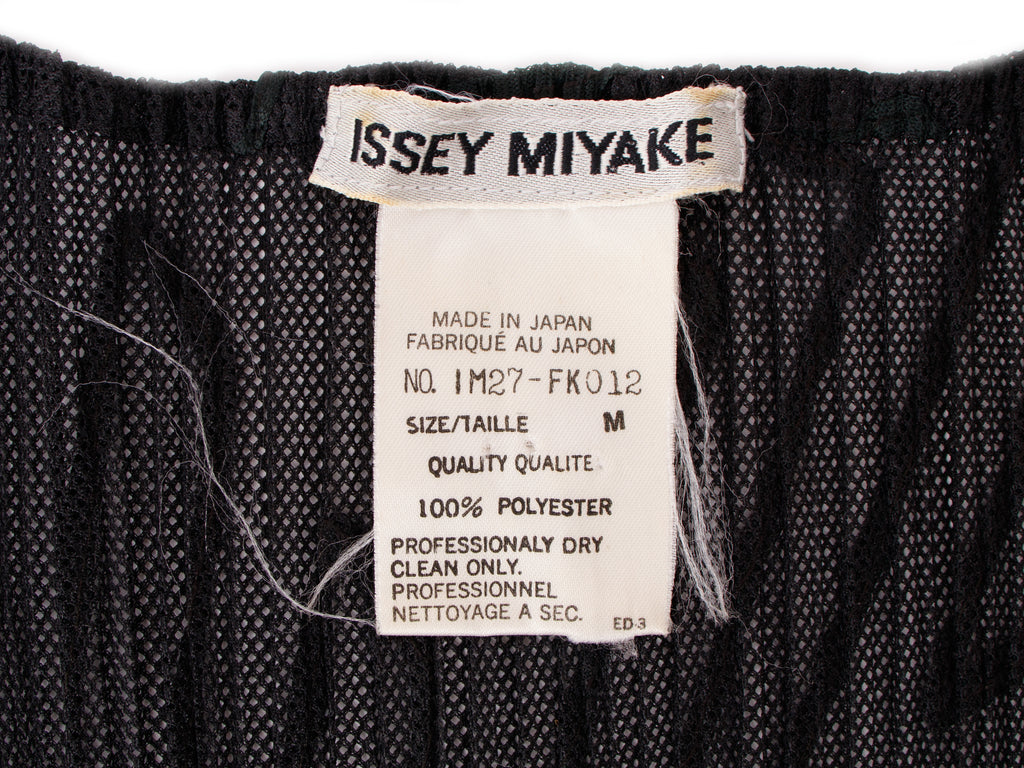 ISSEY MIYAKE
MADE IN JAPAN
FABRIQUÉ AU JAPON
NO. IM27-FK012
SIZE/TAILLE M
QUALITY QUALITE
100% POLYESTER
PROFESSIONALY DRY
CLEAN ONLY.
PROFESSIONNEL
NETTOYAGE A SEC.
ED-3